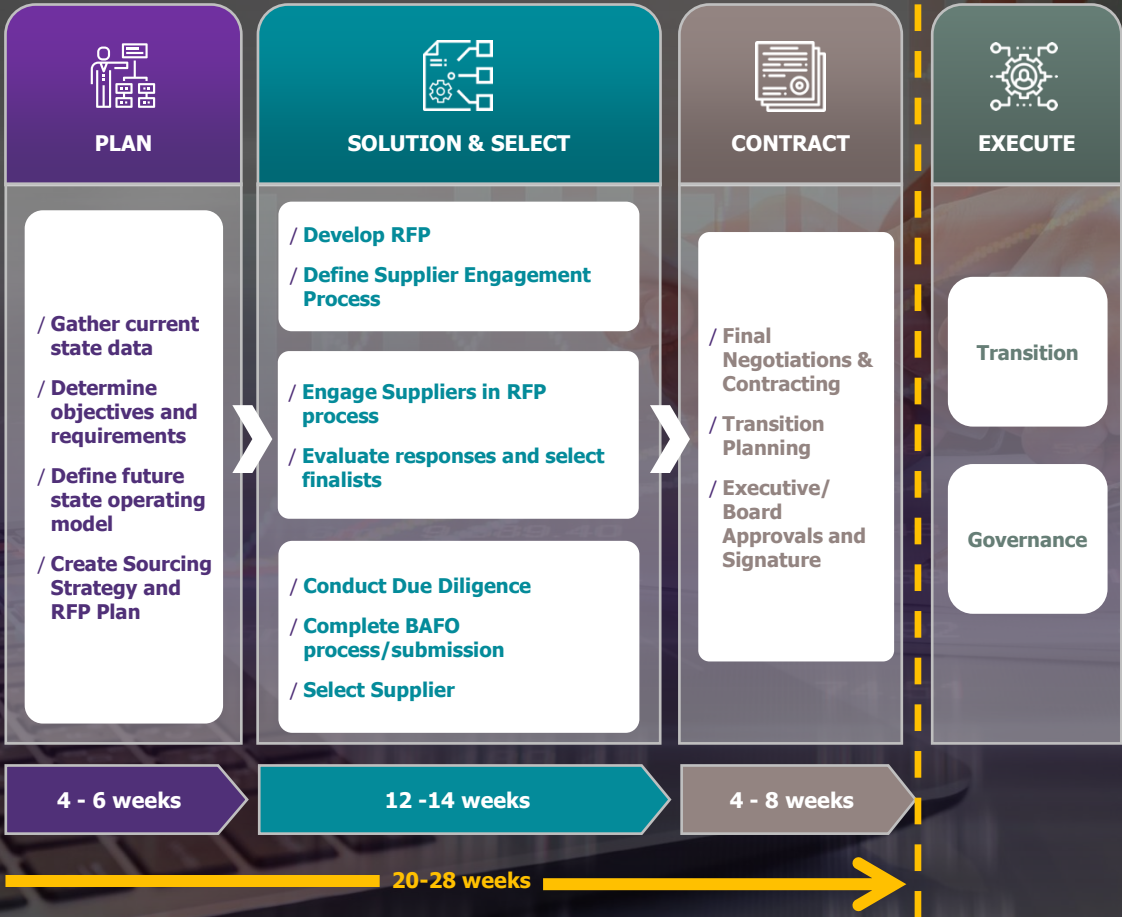 PLAN
/ Gather current
state data
/ Determine
objectives and
requirements
/ Define future
state operating
model
/ Create Sourcing
Strategy and
RFP Plan
4 - 6 weeks
SOLUTION & SELECT
/ Develop RFP
/ Define Supplier Engagement
Process
/ Engage Suppliers in RFP
process
/ Evaluate responses and select
finalists
/ Conduct Due Diligence
/ Complete BAFO
process/submission
/ Select Supplier
12 -14 weeks
CONTRACT
/ Final
Negotiations &
Contracting
/ Transition
Planning
/ Executive/
Board
Approvals and
Signature
4 - 8 weeks
EXECUTE
Transition
Governance
20-28 weeks